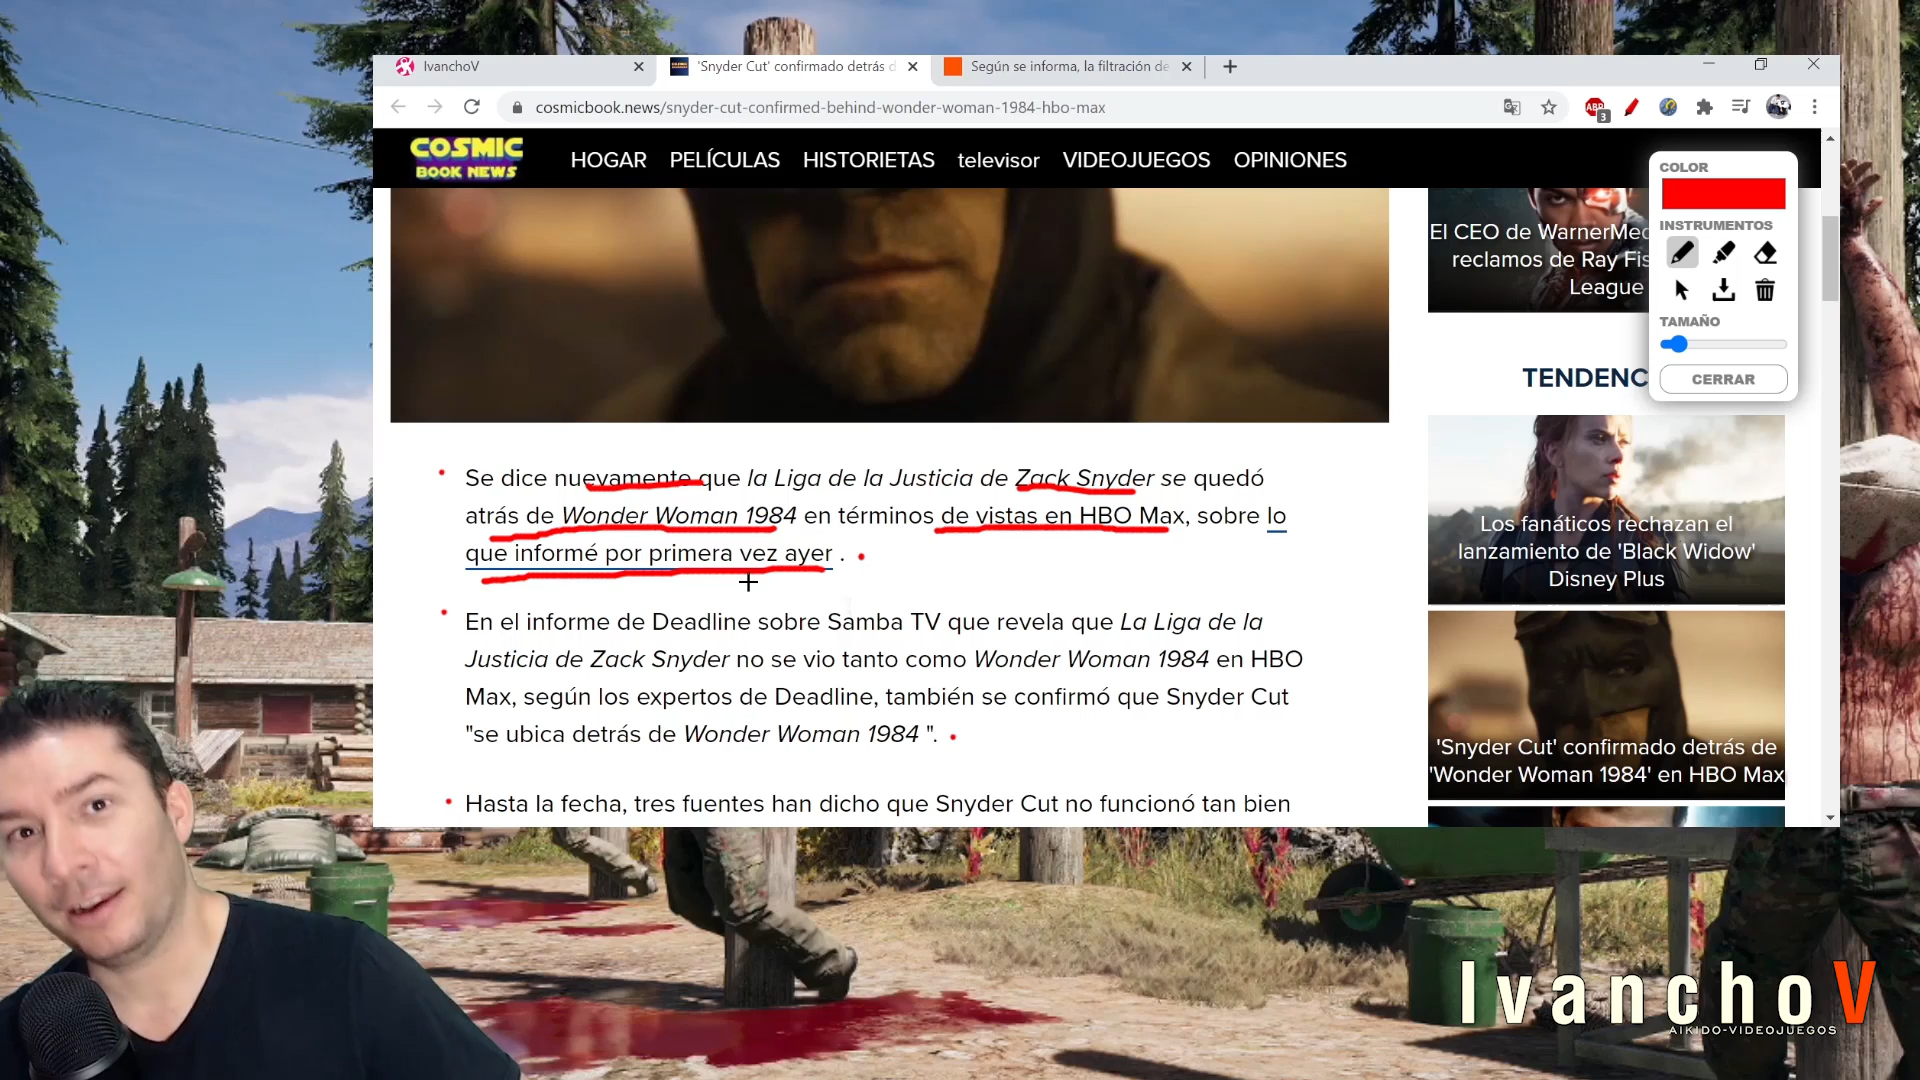 IvanchoV
'Snyder Cut' confirmado detrás d
Según se informa, la filtración de
cosmicbook.news/snyder-cut-confirmed-behind-wonder-woman-1984-hbo-max
ABP
3
COSMIC
BOOK NEWS
HOGAR
PELÍCULAS
HISTORIETAS
televisor
VIDEOJUEGOS
OPINIONES
COLOR
INSTRUMENTOS
TAMAÑO
CERRAR
El CEO de WarnerMed
reclamos de Ray Fis
League
TENDENC
Se dice nuevamente que la Liga de la Justicia de Zack Snyder se quedó
atrás de Wonder Woman 1984 en términos de vistas en HBO Max, sobre lo
que informé por primera vez ayer .
En el informe de Deadline sobre Samba TV que revela que La Liga de la
Justicia de Zack Snyder no se vio tanto como Wonder Woman 1984 en HBO
Max, según los expertos de Deadline, también se confirmó que Snyder Cut
"se ubica detrás de Wonder Woman 1984 ".
Hasta la fecha, tres fuentes han dicho que Snyder Cut no funcionó tan bien
Los fanáticos rechazan el
lanzamiento de 'Black Widow'
Disney Plus
'Snyder Cut' confirmado detrás de
'Wonder Woman 1984' en HBO Max
IvanchoV
AIKIDO-VIDEOJUEGOS